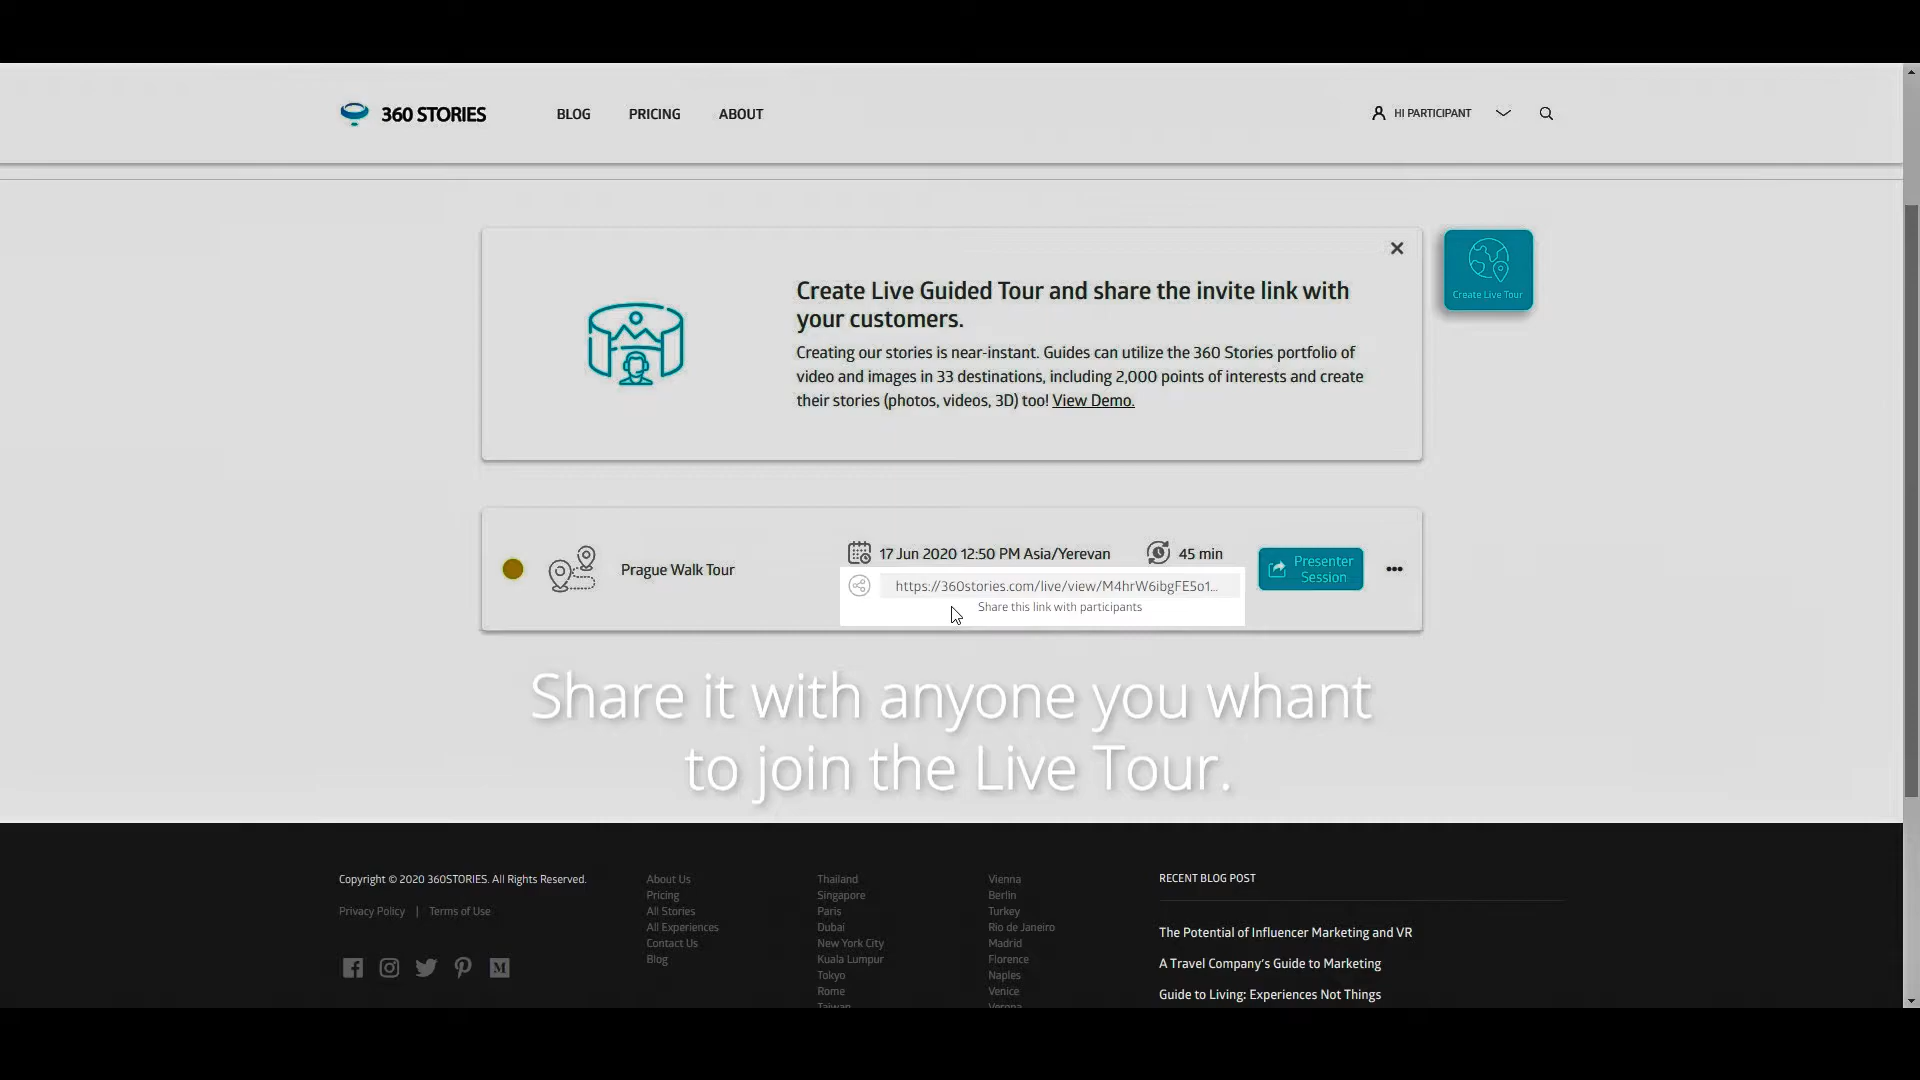 360 STORIES
BLOG
PRICING
ABOUT
HI PARTICIPANT
Create Live Guided Tour and share the invite link with
your customers.
Creating our stories is near-instant. Guides can utilize the 360 Stories portfolio of
video and images in 33 destinations, including 2,000 points of interests and create
their stories (photos, videos, 3D) too! View Demo.
Create Live Tour
Prague Walk Tour
17 Jun 2020 12:50 PM Asia/Yerevan
45 min
https://360stories.com/live/view/M4hrW6ibgFE5o1...
Share this link with participants
Presenter
Session
Share it with anyone you whant
to join the Live Tour.
Copyright © 2020 360STORIES. All Rights Reserved.
Privacy Policy | Terms of Use
About Us
Pricing
All Stories
All Experiences
Contact Us
Blog
Thailand
Singapore
Paris
Dubai
New York City
Kuala Lumpur
Tokyo
Rome
Taiwan
Vienna
Berlin
Turkey
Rio de Janeiro
Madrid
Florence
Naples
Venice
Verona
RECENT BLOG POST
The Potential of Influencer Marketing and VR
A Travel Company's Guide to Marketing
Guide to Living: Experiences Not Things